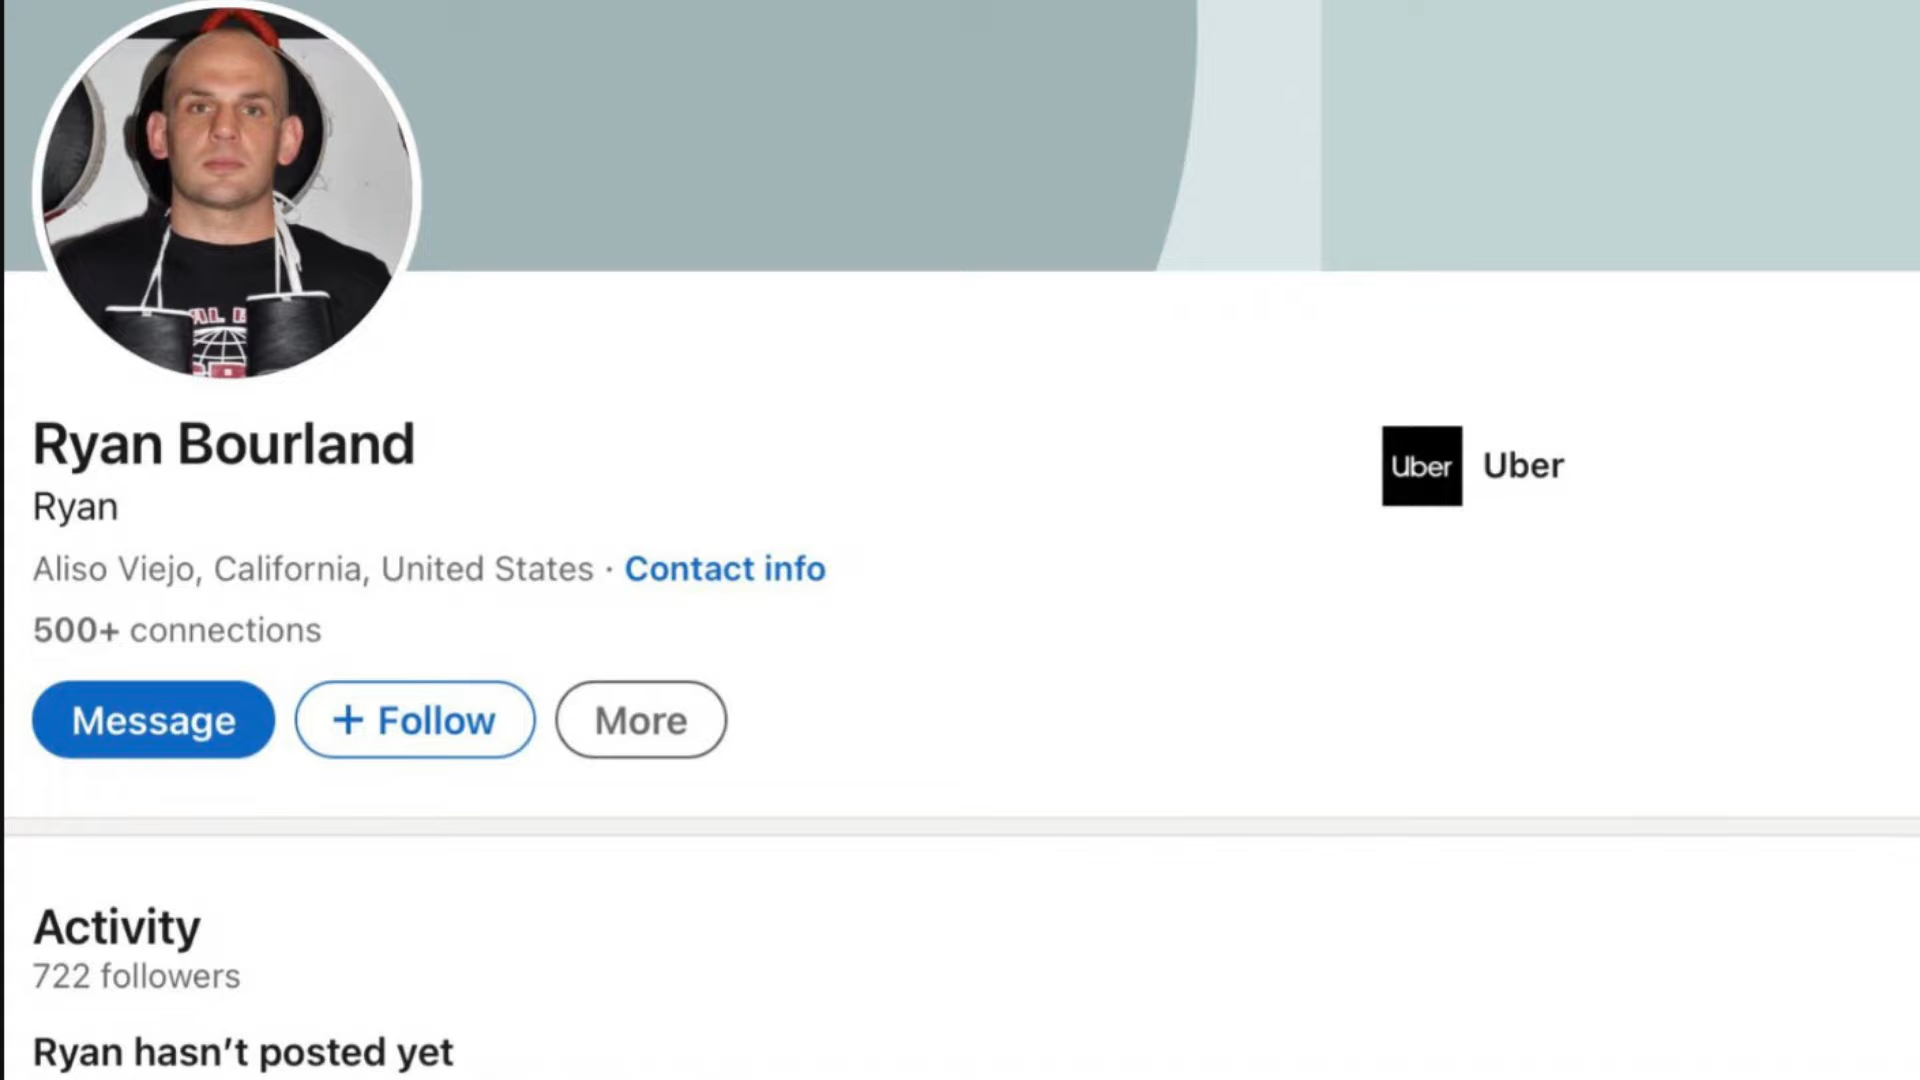 Ryan Bourland
Ryan
Aliso Viejo, California, United States · Contact info
500+ connections
Message
+ Follow
More
Uber
Uber
Activity
722 followers
Ryan hasn't posted yet